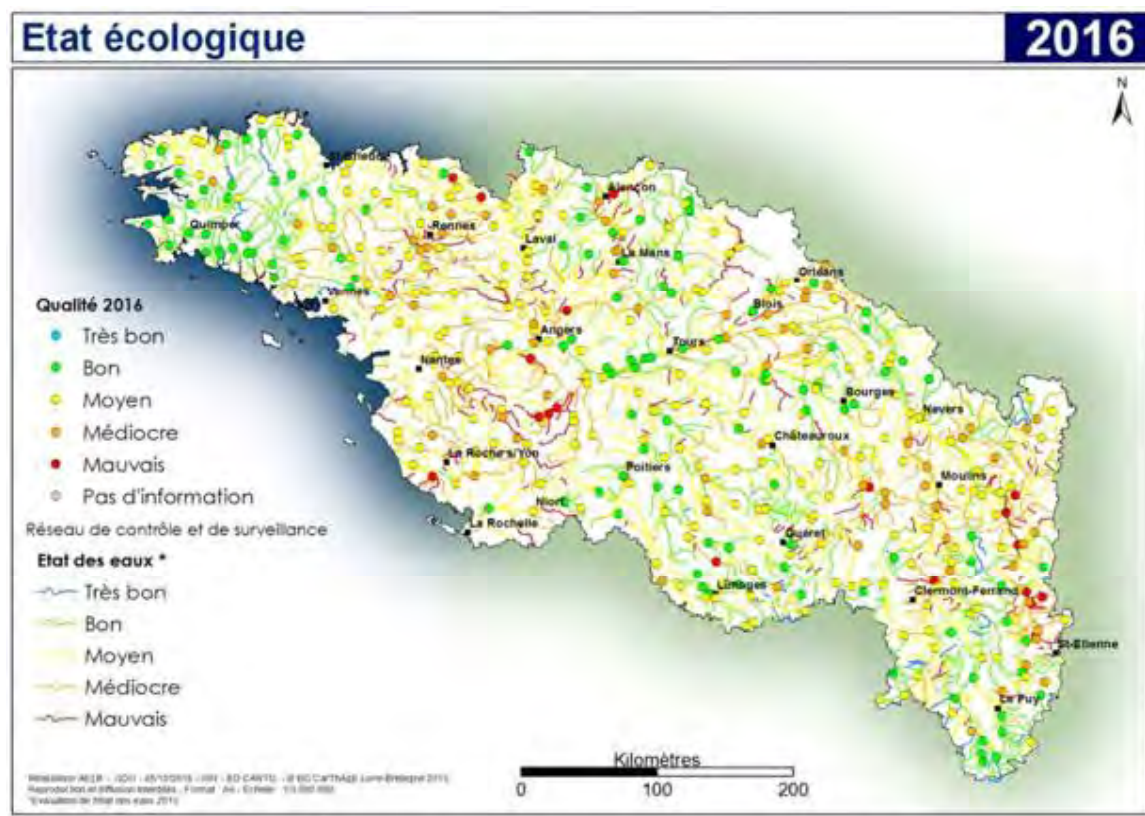 Etat écologique
2016
N
Alençon
Quimper
Rennes
Laval
Le Mans
Orléans
Vannes
Blois
Qualité 2016
Très bon
Bon
Moyen
Médiocre
Mauvais
Pas d'information
Réseau de contrôle et de surveillance
Etat des eaux *
Très bon
Bon
Moyen
Médiocre
Mauvais
Angers
Tours
Nantes
Bourges
Nevers
Châteauroux
La Roche s/Yon
Poitiers
Moulins
Niort
La Rochelle
Guéret
Limoges
Clermont-Ferrand
St-Etienne
Le Puy
Kilomètres
0 100 200